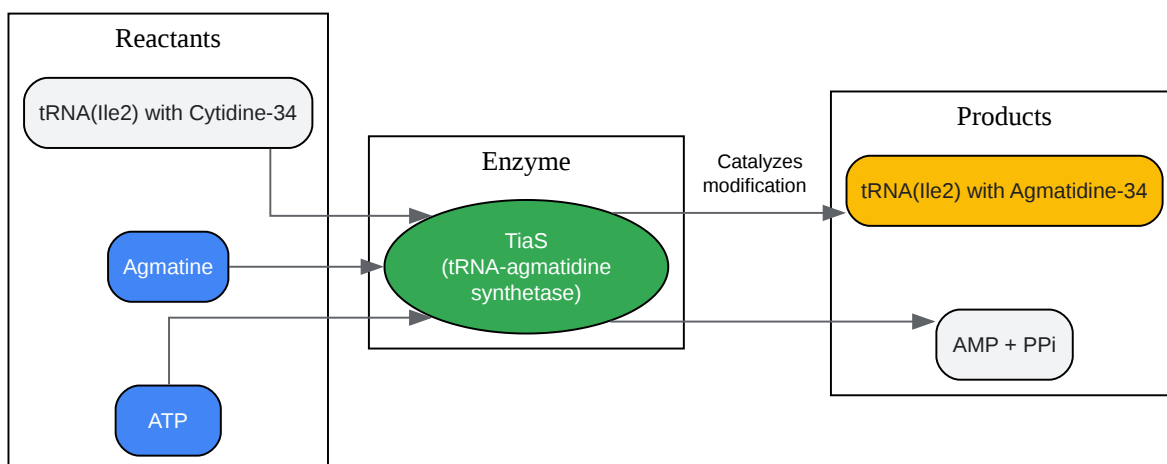 Reactants
tRNA(Ile2) with Cytidine-34
Agmatine
ATP
Enzyme
TiaS
(tRNA-agmatidine
synthetase)
Catalyzes
modification
Products
tRNA(Ile2) with Agmatidine-34
AMP + PPi